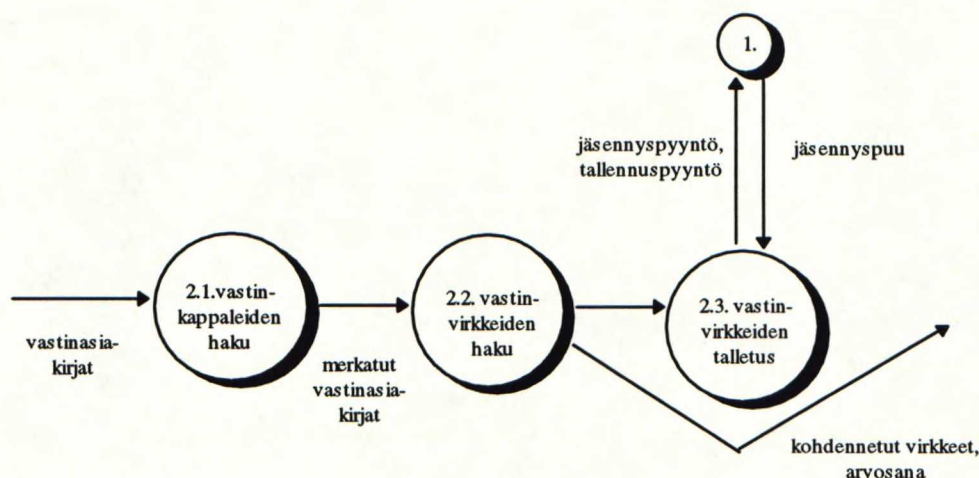 1.
jäsennyspyyntö,
tallennuspyyntö
jäsennyspuu
2.1.vastin-
kappaleiden
haku
2.2. vastin-
virkkeiden
haku
2.3. vastin-
virkkeiden
talletus
vastinasia-
kirjat
merkatut
vastinasia-
kirjat
kohdennetut virkkeet,
arvosana